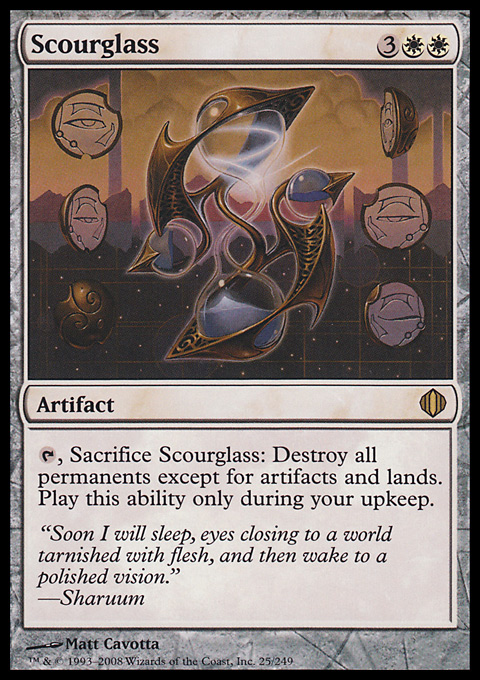 Scourglass 3
Artifact
, Sacrifice Scourglass: Destroy all
permanents except for artifacts and lands.
Play this ability only during your upkeep.
“Soon I will sleep, eyes closing to a world
tarnished with flesh, and then wake to a
polished vision.”
—Sharuum
Matt Cavotta
™ & © 1993–2008 Wizards of the Coast, Inc. 25/249